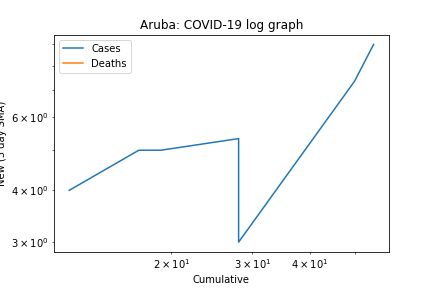 Aruba: COVID-19 log graph
Cases
Deaths
6 × 10⁰
4 × 10⁰
3 × 10⁰
2 × 10¹
3 × 10¹
4 × 10¹
Cumulative
(3 day SMA)